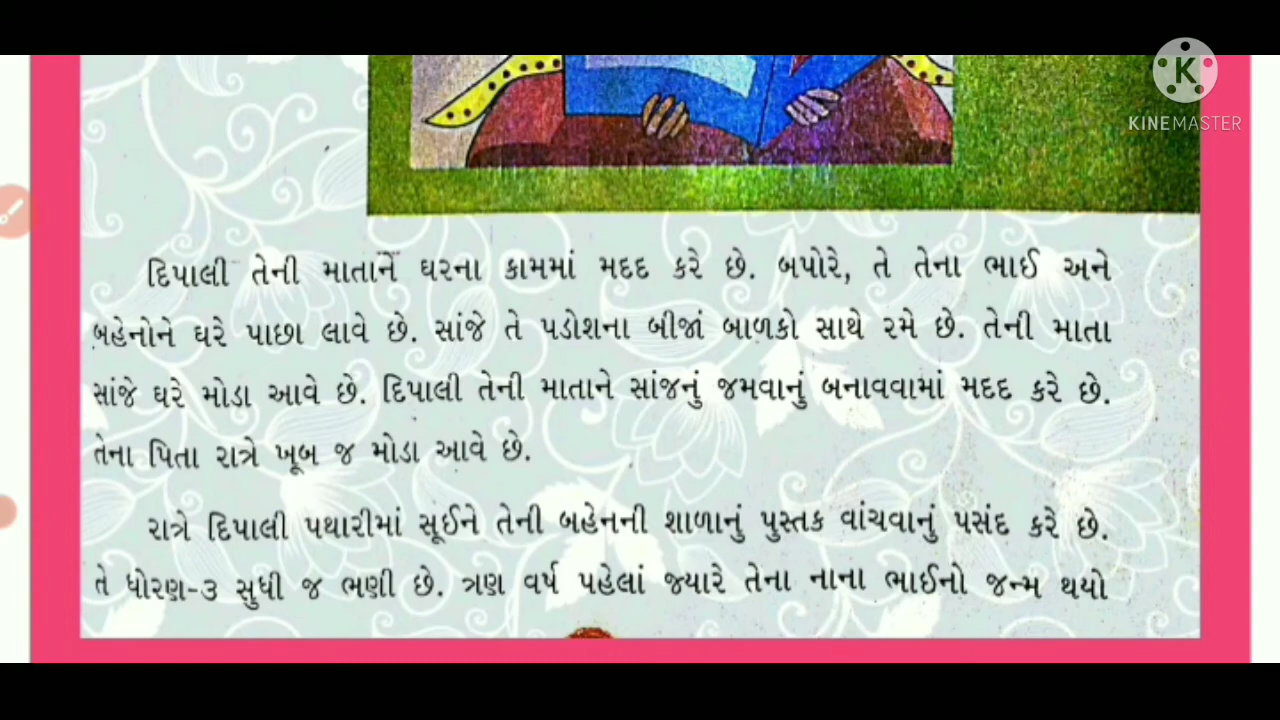 K
KINEMASTER
દિપાલી તેની માતાને ઘરના કામમાં મદદ કરે છે. બપોરે, તે તેના ભાઈ અને
બહેનોને ઘરે પાછા લાવે છે. સાંજે તે પડોશના બીજાં બાળકો સાથે રમે છે. તેની માતા
સાંજે ઘરે મોડા આવે છે. દિપાલી તેની માતાને સાંજનું જમવાનું બનાવવામાં મદદ કરે છે.
તેના પિતા રાત્રે ખૂબ જ મોડા આવે છે.
રાત્રે દિપાલી પથારીમાં સૂઈને તેની બહેનની શાળાનું પુસ્તક વાંચવાનું પસંદ કરે છે.
તે ધોરણ-૩ સુધી જ ભણી છે. ત્રણ વર્ષ પહેલાં જ્યારે તેના નાના ભાઈનો જન્મ થયો